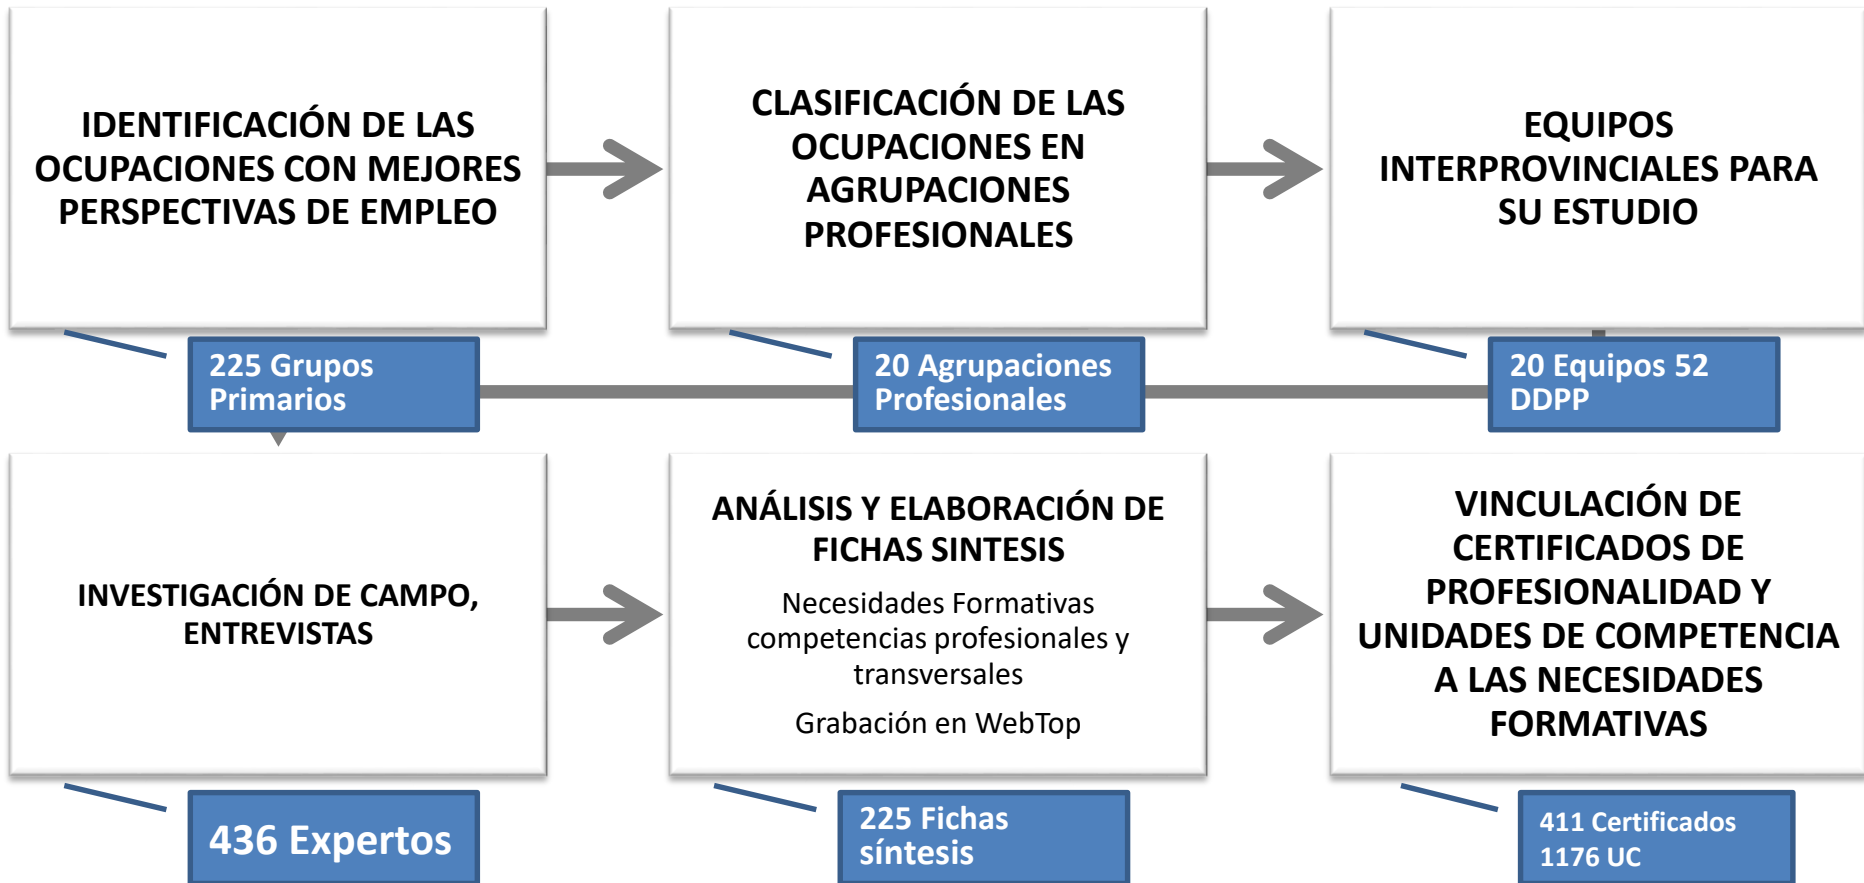 IDENTIFICACIÓN DE LAS
OCUPACIONES CON MEJORES
PERSPECTIVAS DE EMPLEO
225 Grupos
Primarios
CLASIFICACIÓN DE LAS
OCUPACIONES EN
AGRUPACIONES
PROFESIONALES
20 Agrupaciones
Profesionales
EQUIPOS
INTERPROVINCIALES PARA
SU ESTUDIO
20 Equipos 52
DDPP
INVESTIGACIÓN DE CAMPO,
ENTREVISTAS
436 Expertos
ANÁLISIS Y ELABORACIÓN DE
FICHAS SINTESIS
Necesidades Formativas
competencias profesionales y
transversales
Grabación en WebTop
225 Fichas
síntesis
VINCULACIÓN DE
CERTIFICADOS DE
PROFESIONALIDAD Y
UNIDADES DE COMPETENCIA
A LAS NECESIDADES
FORMATIVAS
411 Certificados
1176 UC